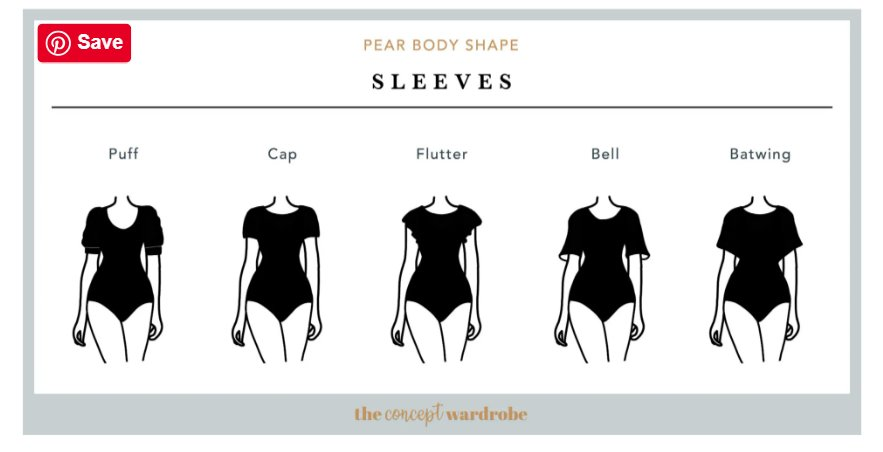 Save
PEAR BODY SHAPE
SLEEVES
Puff Cap Flutter Bell Batwing
the concept wardrobe